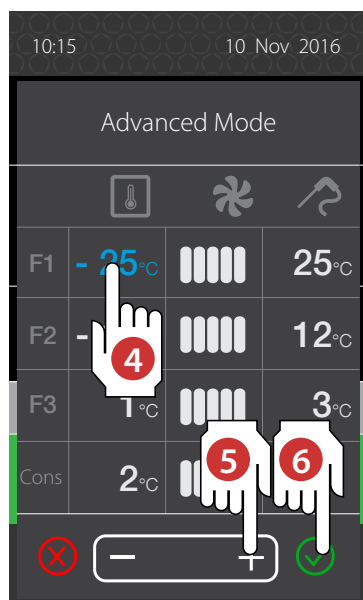 10:15 10 Nov 2016
Advanced Mode
F1 - 25°C 25°C
F2 - 12°C
4
F3 1°C 3°C
5 6
Cons 2°C
− +